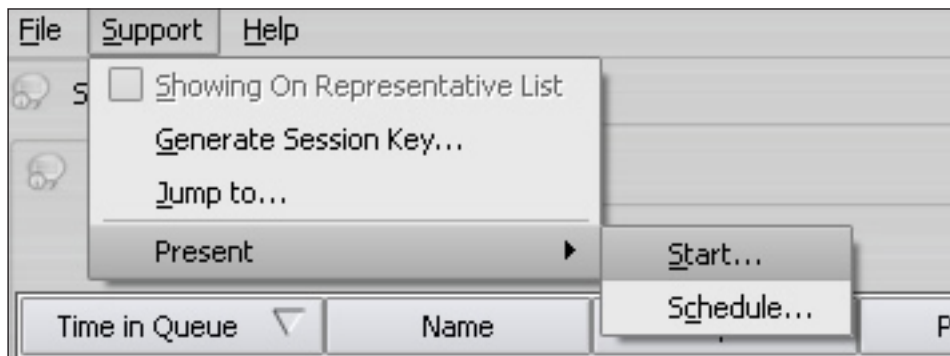 File Support Help
S
Showing On Representative List
Generate Session Key...
Jump to...
Present Start...
Schedule...
Time in Queue Name P